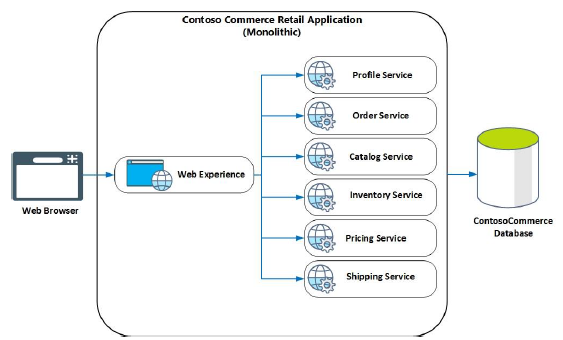 Contoso Commerce Retail Application
(Monolithic)
Profile Service
Order Service
Catalog Service
Web Experience
Inventory Service
Pricing Service
Shipping Service
Web Browser
ContosoCommerce
Database